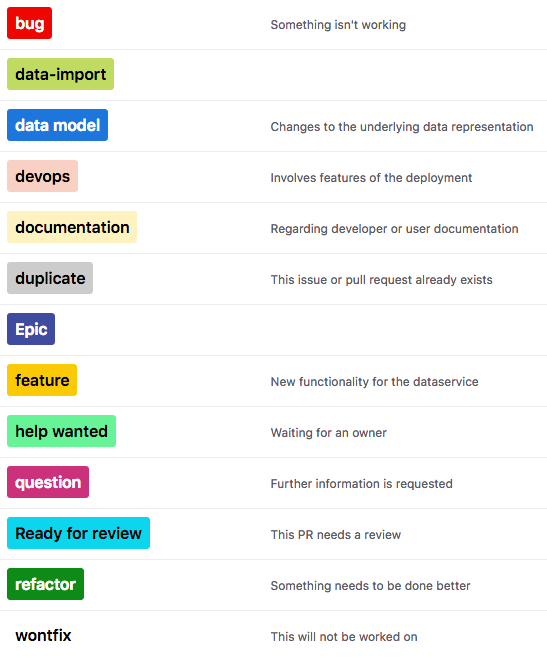 bug Something isn't working
data-import
data model Changes to the underlying data representation
devops Involves features of the deployment
documentation Regarding developer or user documentation
duplicate This issue or pull request already exists
Epic
feature New functionality for the dataservice
help wanted Waiting for an owner
question Further information is requested
Ready for review This PR needs a review
refactor Something needs to be done better
wontfix This will not be worked on